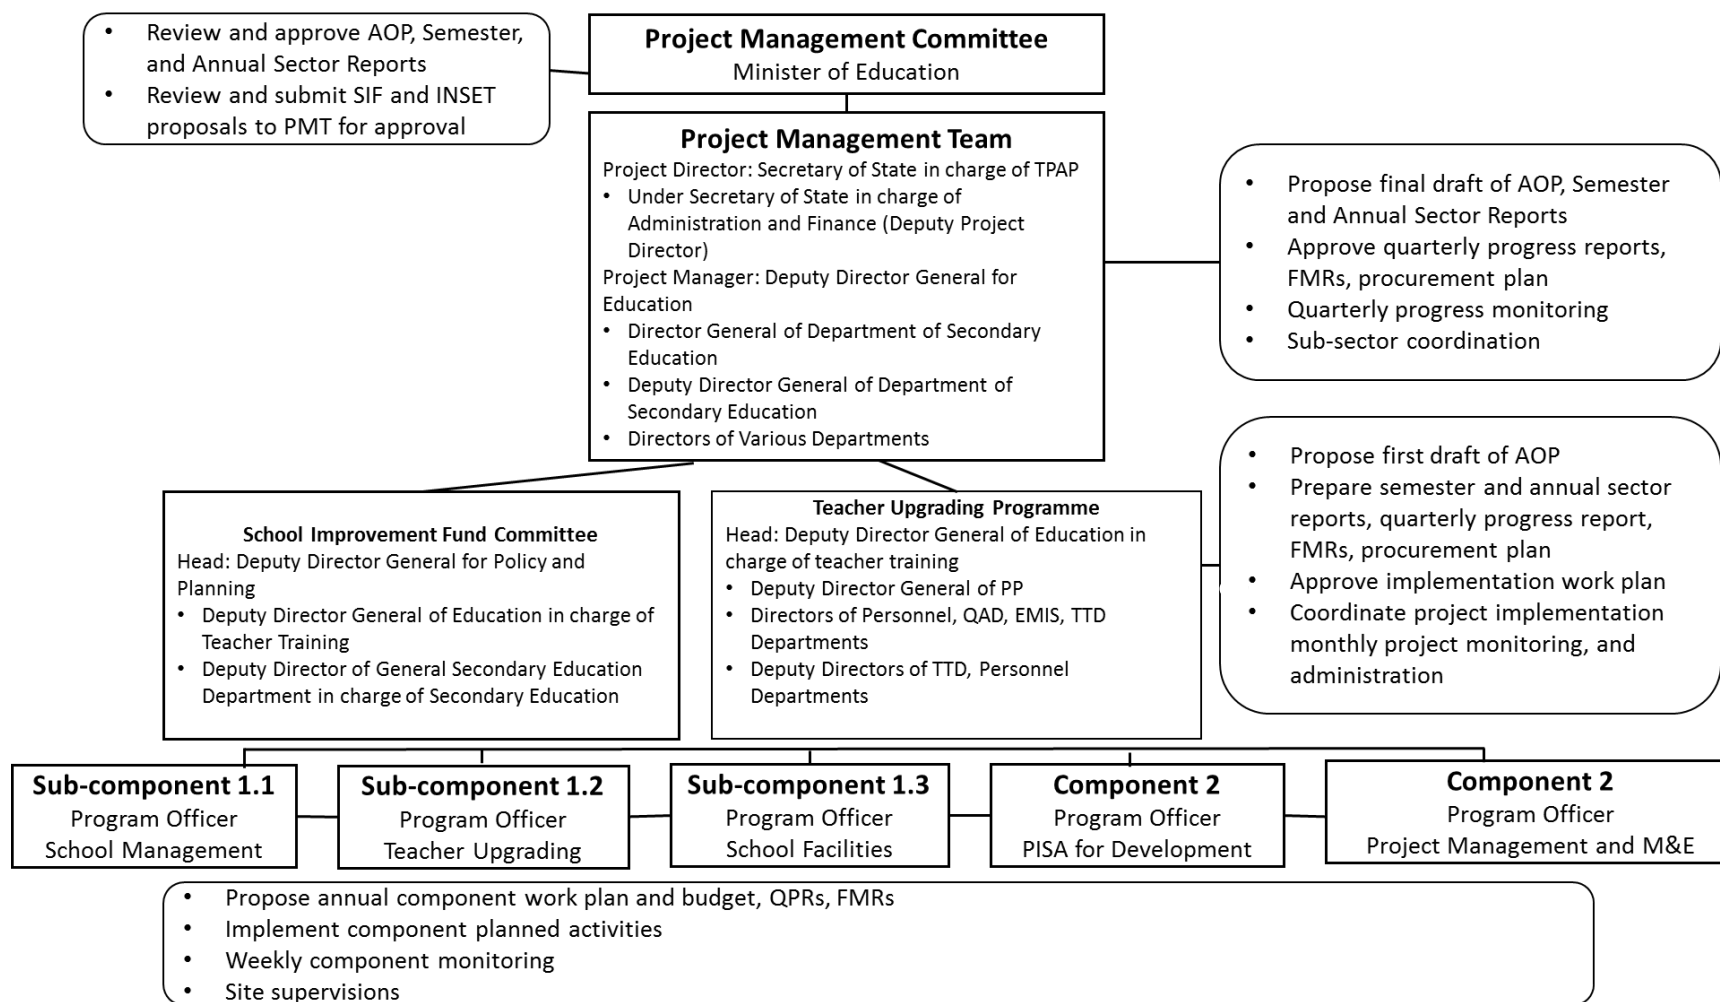 • Review and approve AOP, Semester,
and Annual Sector Reports
• Review and submit SIF and INSET
proposals to PMT for approval
Project Management Committee
Minister of Education
Project Management Team
Project Director: Secretary of State in charge of TPAP
• Under Secretary of State in charge of
Administration and Finance (Deputy Project
Director)
Project Manager: Deputy Director General for
Education
• Director General of Department of Secondary
Education
• Deputy Director General of Department of
Secondary Education
• Directors of Various Departments
• Propose final draft of AOP, Semester
and Annual Sector Reports
• Approve quarterly progress reports,
FMRs, procurement plan
• Quarterly progress monitoring
• Sub-sector coordination
School Improvement Fund Committee
Head: Deputy Director General for Policy and
Planning
• Deputy Director General of Education in charge of
Teacher Training
• Deputy Director of General Secondary Education
Department in charge of Secondary Education
Teacher Upgrading Programme
Head: Deputy Director General of Education in
charge of teacher training
• Deputy Director General of PP
• Directors of Personnel, QAD, EMIS, TTD
Departments
• Deputy Directors of TTD, Personnel
Departments
• Propose first draft of AOP
• Prepare semester and annual sector
reports, quarterly progress report,
FMRs, procurement plan
• Approve implementation work plan
• Coordinate project implementation
monthly project monitoring, and
administration
Sub-component 1.1
Program Officer
School Management
Sub-component 1.2
Program Officer
Teacher Upgrading
Sub-component 1.3
Program Officer
School Facilities
Component 2
Program Officer
PISA for Development
Component 2
Program Officer
Project Management and M&E
• Propose annual component work plan and budget, QPRs, FMRs
• Implement component planned activities
• Weekly component monitoring
• Site supervisions